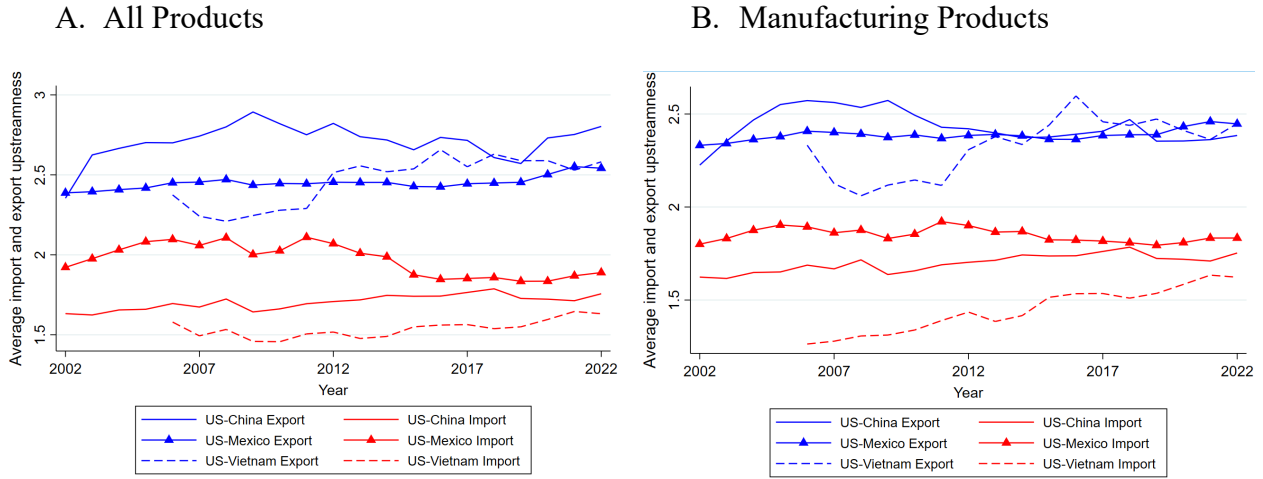 A. All Products
B. Manufacturing Products
Average import and export upstreamness
3
2.5
2
1.5
2002 2007 2012 2017 2022
Year
US-China Export US-China Import
US-Mexico Export US-Mexico Import
US-Vietnam Export US-Vietnam Import
Average import and export upstreamness
2.5
2
1.5
2002 2007 2012 2017 2022
Year
US-China Export US-China Import
US-Mexico Export US-Mexico Import
US-Vietnam Export US-Vietnam Import